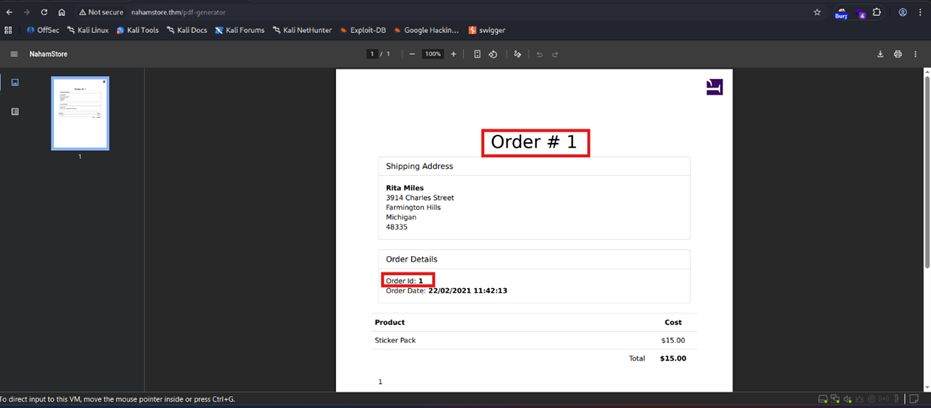 Not secure nahamstore.thm/pdf-generator
OffSec Kali Linux Kali Tools Kali Docs Kali Forums Kali NetHunter Exploit-DB Google Hackin... swigger
NahamStore 1 / 1 100%
1
Order # 1
Shipping Address
Rita Miles
3914 Charles Street
Farmington Hills
Michigan
48335
Order Details
Order Id: 1
Order Date: 22/02/2021 11:42:13
Product Cost
Sticker Pack $15.00
Total $15.00
1
To direct input to this VM, move the mouse pointer inside or press Ctrl+G.